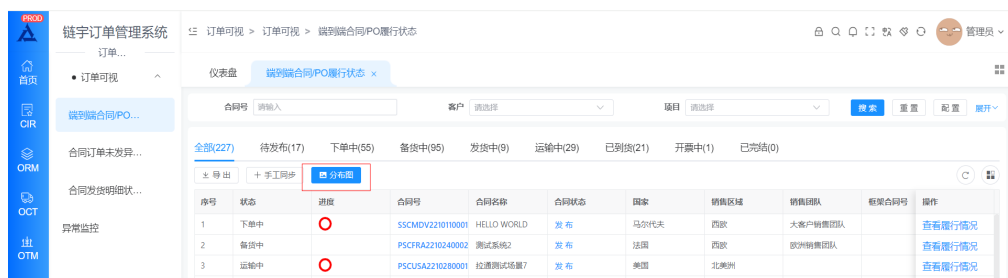 PROD
链宇订单管理系统
订单可视 > 订单可视 > 端到端合同/PO履行状态
管理员
首页
CIR
ORM
OCT
OTM
订单...
订单可视
端到端合同/PO...
合同订单未发异...
合同发货明细状...
异常监控
仪表盘 端到端合同/PO履行状态 ×
合同号 请输入 客户 请选择 项目 请选择 搜索 重置 配置 展开
全部(227) 待发布(17) 下单中(55) 备货中(95) 发货中(9) 运输中(29) 已到货(21) 开票中(1) 已完结(0)
导出 + 手工同步 分布图
序号 状态 进度 合同号 合同名称 合同状态 国家 销售区域 销售团队 框架合同号 操作
1 下单中 SSCMDV2210110001 HELLO WORLD 发布 马尔代夫 西欧 大客户销售团队 查看履行情况
2 备货中 PSCFRA2210240002 测试系统2 发布 法国 西欧 欧洲销售团队 查看履行情况
3 运输中 PSCUSA2210280001 拉通测试场景7 发布 美国 北美洲 查看履行情况